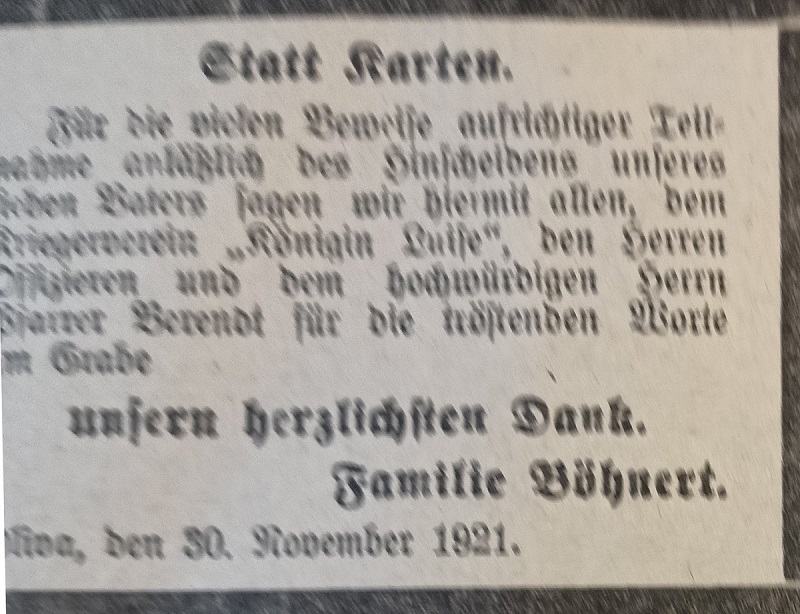 Statt Karten.
Für die vielen Beweise aufrichtiger Teil-
nahme anläßlich des Hinscheidens unseres
lieben Vaters sagen wir hiermit allen, dem
Kriegerverein „Königin Luise“, den Herren
Offizieren und dem hochwürdigen Herrn
Pfarrer Berendt für die tröstenden Worte
am Grabe
unsern herzlichsten Dank.
Familie Böhnert.
Oliva, den 30. November 1921.